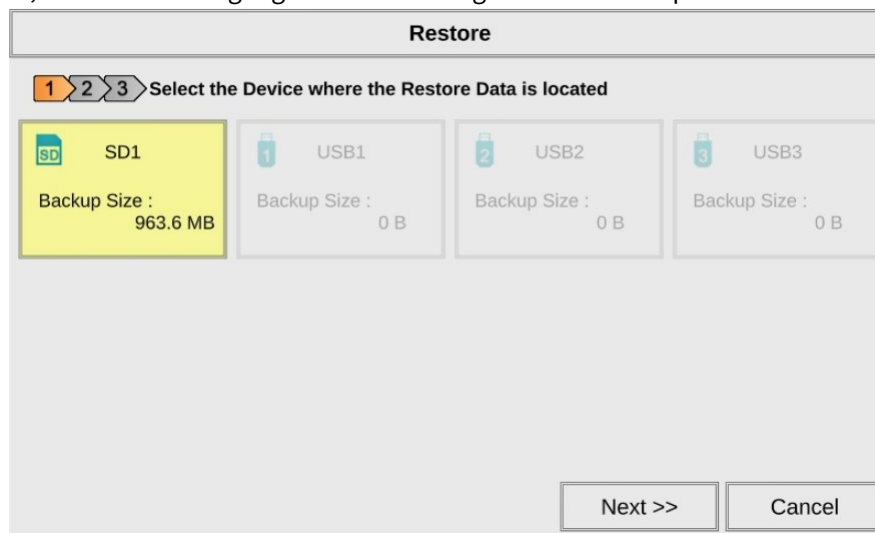 Restore
1 2 3 Select the Device where the Restore Data is located
SD SD1
Backup Size :
963.6 MB
1 USB1
Backup Size :
0 B
2 USB2
Backup Size :
0 B
3 USB3
Backup Size :
0 B
Next >>
Cancel